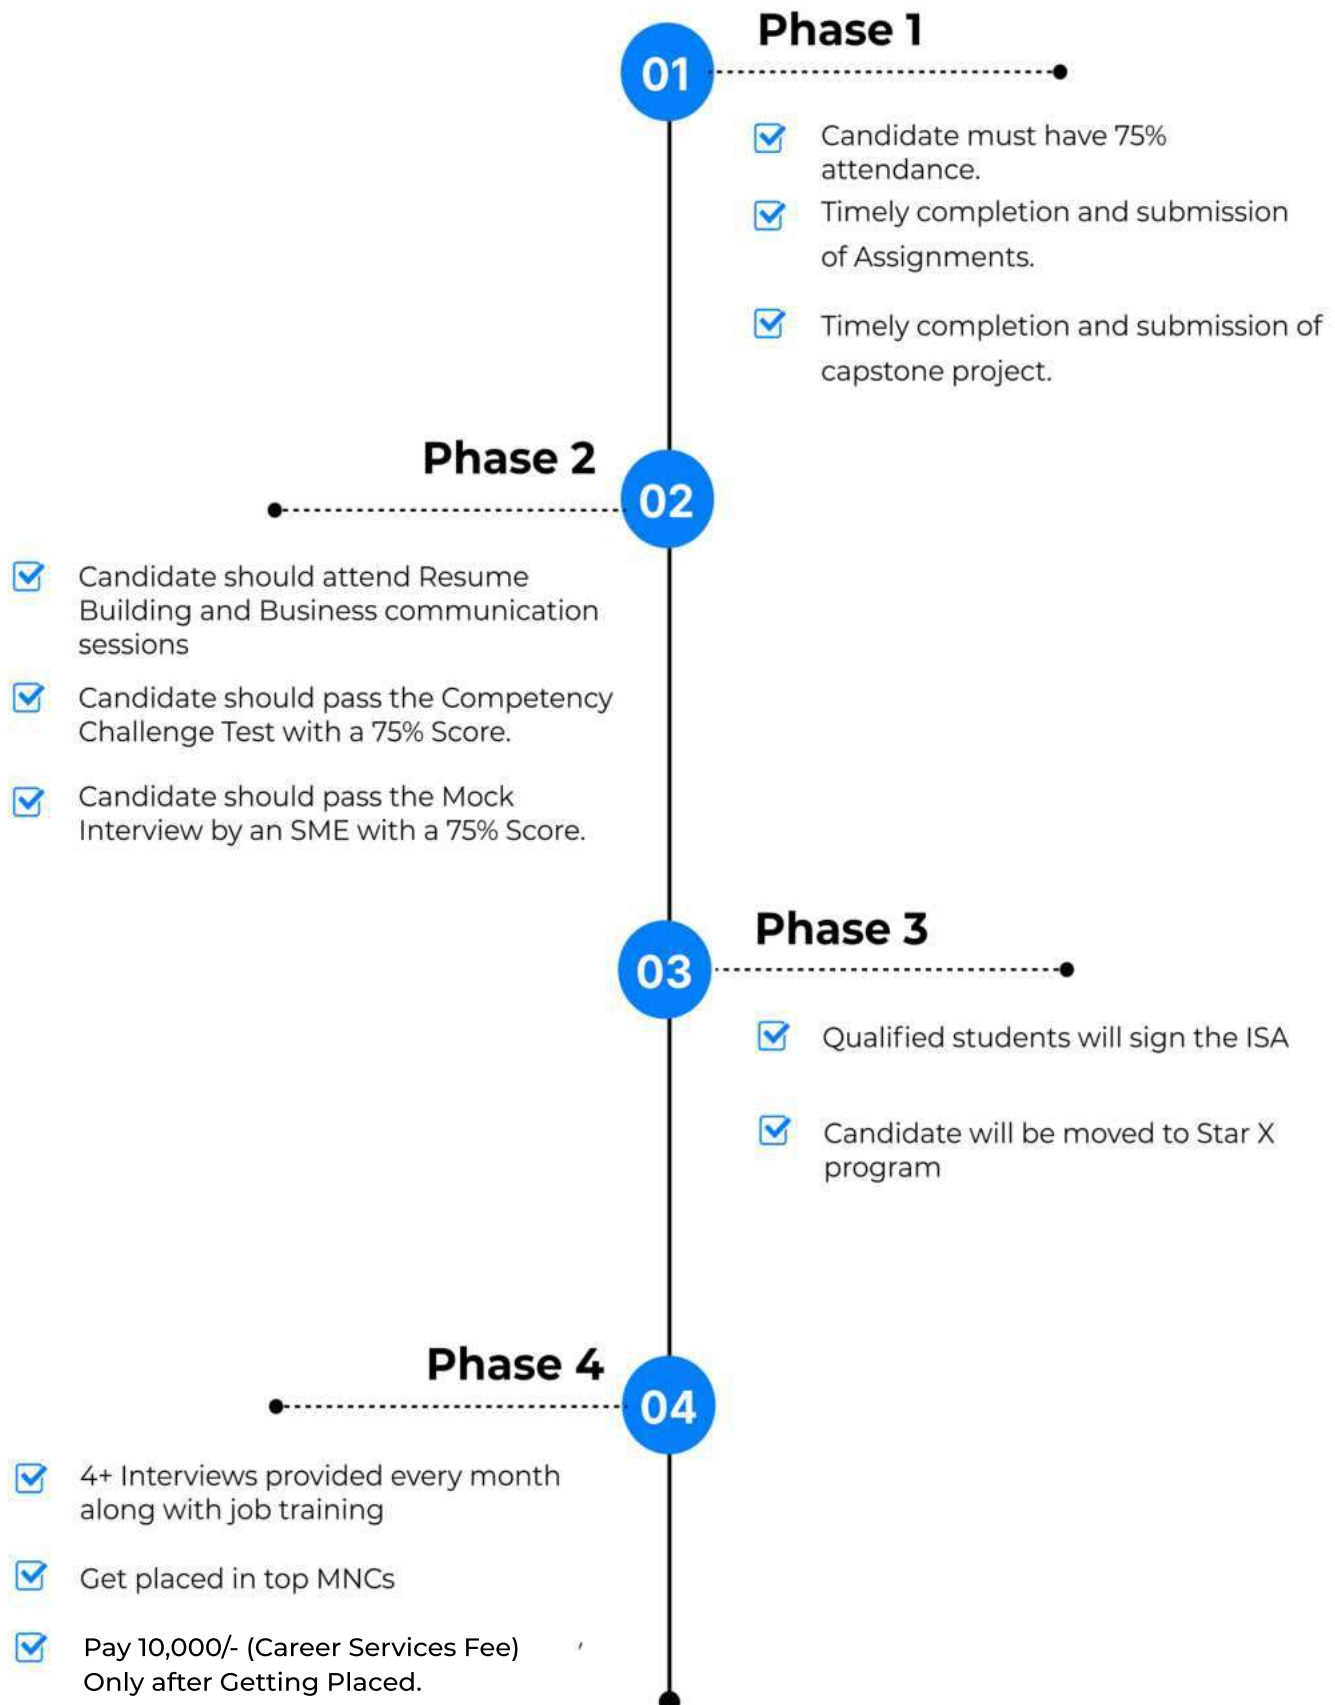 Phase 1
01
Candidate must have 75%
attendance.
Timely completion and submission
of Assignments.
Timely completion and submission of
capstone project.
Phase 2
02
Candidate should attend Resume
Building and Business communication
sessions
Candidate should pass the Competency
Challenge Test with a 75% Score.
Candidate should pass the Mock
Interview by an SME with a 75% Score.
Phase 3
03
Qualified students will sign the ISA
Candidate will be moved to Star X
program
Phase 4
04
4+ Interviews provided every month
along with job training
Get placed in top MNCs
Pay 10,000/- (Career Services Fee)
Only after Getting Placed.